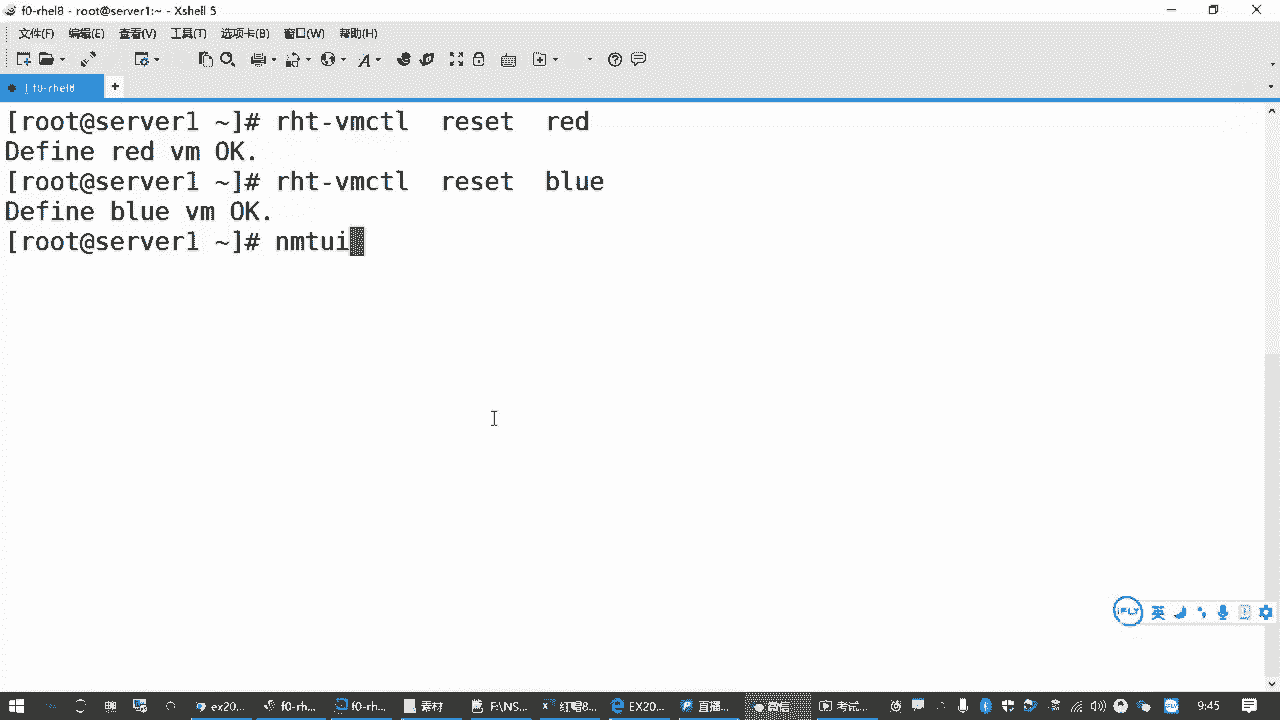 f0-rhel8 - root@server1:~ - Xshell 5
文件(F) 编辑(E) 查看(V) 工具(T) 选项卡(B) 窗口(W) 帮助(H)
f0-rhel8
[root@server1 ~]# rht-vmctl  reset  red
Define red vm OK.
[root@server1 ~]# rht-vmctl  reset  blue
Define blue vm OK.
[root@server1 ~]# nmtui
iFLY 英
ex20... f0-rh... f0-rh... 素材 F:\NS... 红帽8... EX20... 直播... 微信 考试... 9:45